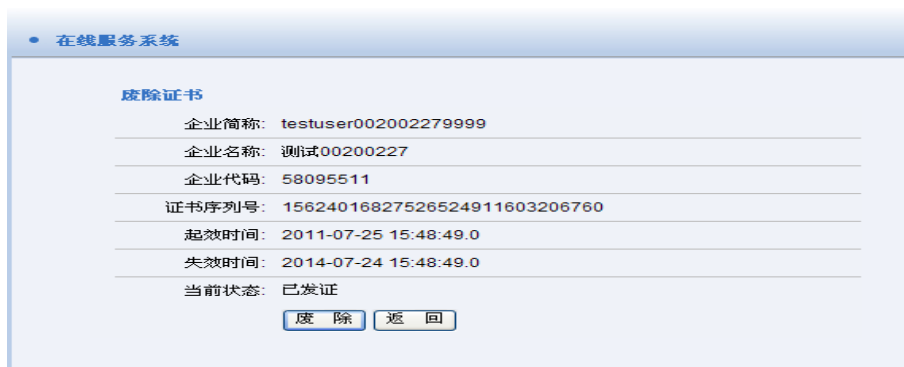 • 在线服务系统
废除证书
企业简称: testuser002002279999
企业名称: 测试00200227
企业代码: 58095511
证书序列号: 15624016827526524911603206760
起效时间: 2011-07-25 15:48:49.0
失效时间: 2014-07-24 15:48:49.0
当前状态: 已发证
废 除 返 回